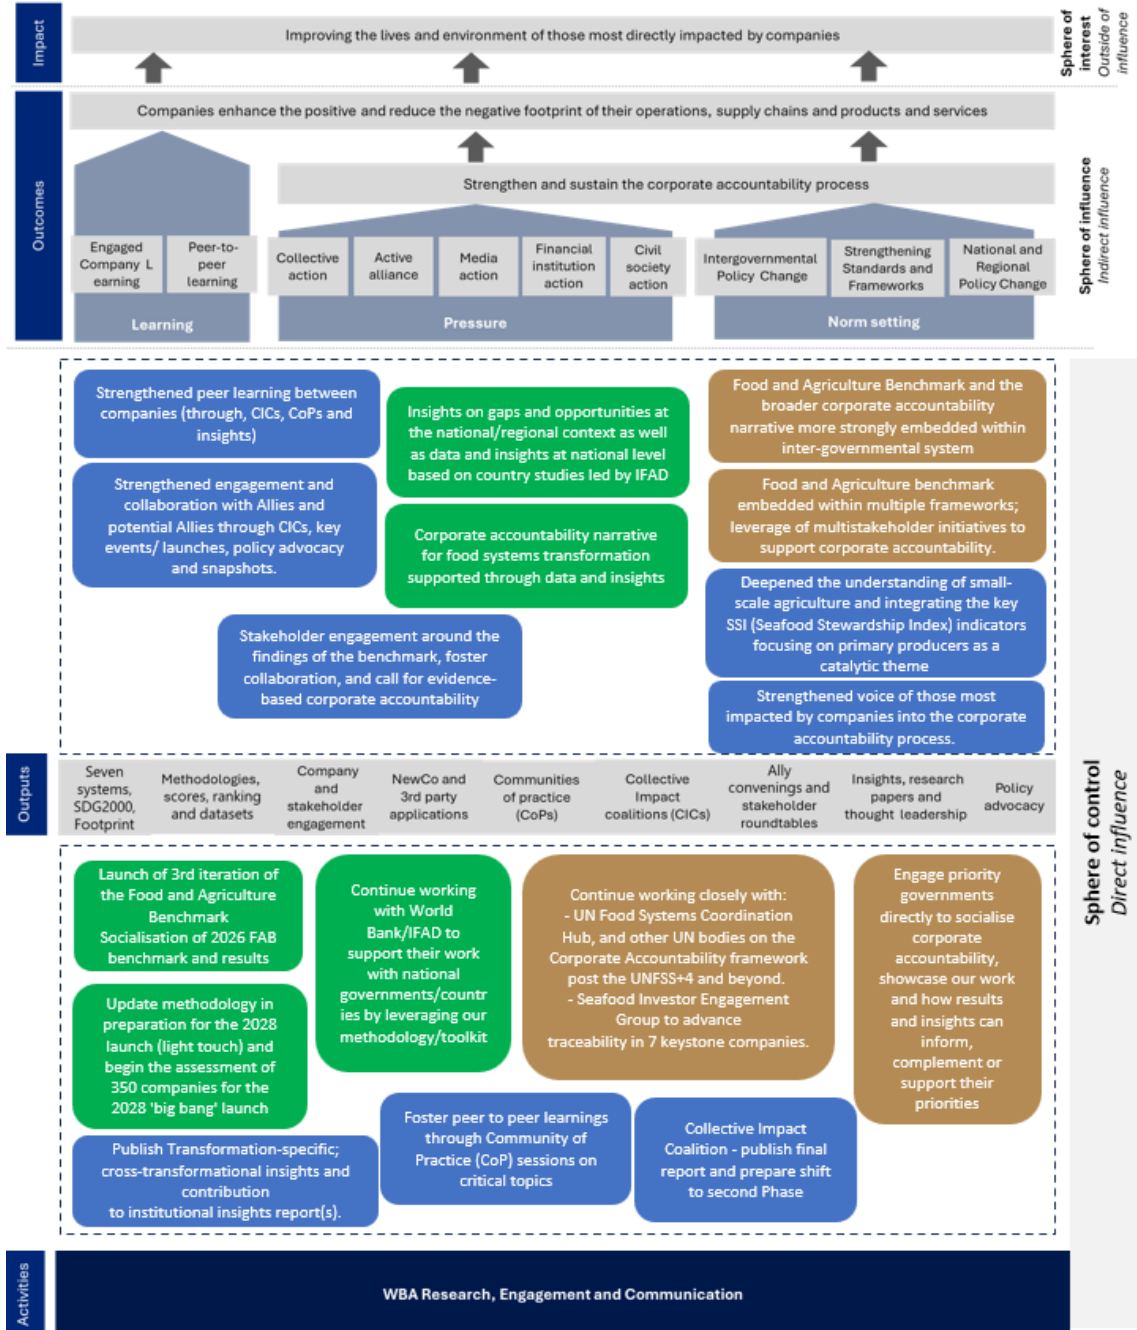 Impact
Improving the lives and environment of those most directly impacted by companies
Sphere of
interest
Outside of
influence
Outcomes
Companies enhance the positive and reduce the negative footprint of their operations, supply chains and products and services
Strengthen and sustain the corporate accountability process
Sphere of influence
Indirect influence
Engaged
Company L
earning
Peer-to-
peer
learning
Learning
Collective
action
Active
alliance
Media
action
Financial
institution
action
Civil
society
action
Pressure
Intergovernmental
Policy Change
Strengthening
Standards and
Frameworks
National and
Regional
Policy Change
Norm setting
Strengthened peer learning between
companies (through, CICs, CoPs and
insights)
Strengthened engagement and
collaboration with Allies and
potential Allies through CICs, key
events/ launches, policy advocacy
and snapshots.
Insights on gaps and opportunities at
the national/regional context as well
as data and insights at national level
based on country studies led by IFAD
Corporate accountability narrative
for food systems transformation
supported through data and insights
Stakeholder engagement around the
findings of the benchmark, foster
collaboration, and call for evidence-
based corporate accountability
Food and Agriculture Benchmark and the
broader corporate accountability
narrative more strongly embedded within
inter-governmental system
Food and Agriculture benchmark
embedded within multiple frameworks;
leverage of multistakeholder initiatives to
support corporate accountability.
Deepened the understanding of small-
scale agriculture and integrating the key
SSI (Seafood Stewardship Index) indicators
focusing on primary producers as a
catalytic theme
Strengthened voice of those most
impacted by companies into the corporate
accountability process.
Sphere of control
Direct influence
Outputs
Seven
systems,
SDG2000,
Footprint
Methodologies,
scores, ranking
and datasets
Company
and
stakeholder
engagement
NewCo and
3rd party
applications
Communities
of practice
(CoPs)
Collective
Impact
coalitions (CICs)
Ally
convenings and
stakeholder
roundtables
Insights, research
papers and
thought leadership
Policy
advocacy
Launch of 3rd iteration of
the Food and Agriculture
Benchmark
Socialisation of 2026 FAB
benchmark and results
Update methodology in
preparation for the 2028
launch (light touch) and
begin the assessment of
350 companies for the
2028 'big bang' launch
Publish Transformation-specific;
cross-transformational insights and
contribution
to institutional insights report(s).
Continue working
with World
Bank/IFAD to
support their work
with national
governments/countr
ies by leveraging our
methodology/toolkit
Foster peer to peer learnings
through Community of
Practice (CoP) sessions on
critical topics
Continue working closely with:
- UN Food Systems Coordination
Hub, and other UN bodies on the
Corporate Accountability framework
post the UNFSS+4 and beyond.
- Seafood Investor Engagement
Group to advance
traceability in 7 keystone companies.
Collective Impact
Coalition - publish final
report and prepare shift
to second Phase
Engage priority
governments
directly to socialise
corporate
accountability,
showcase our work
and how results
and insights can
inform,
complement or
support their
priorities
Activities
WBA Research, Engagement and Communication